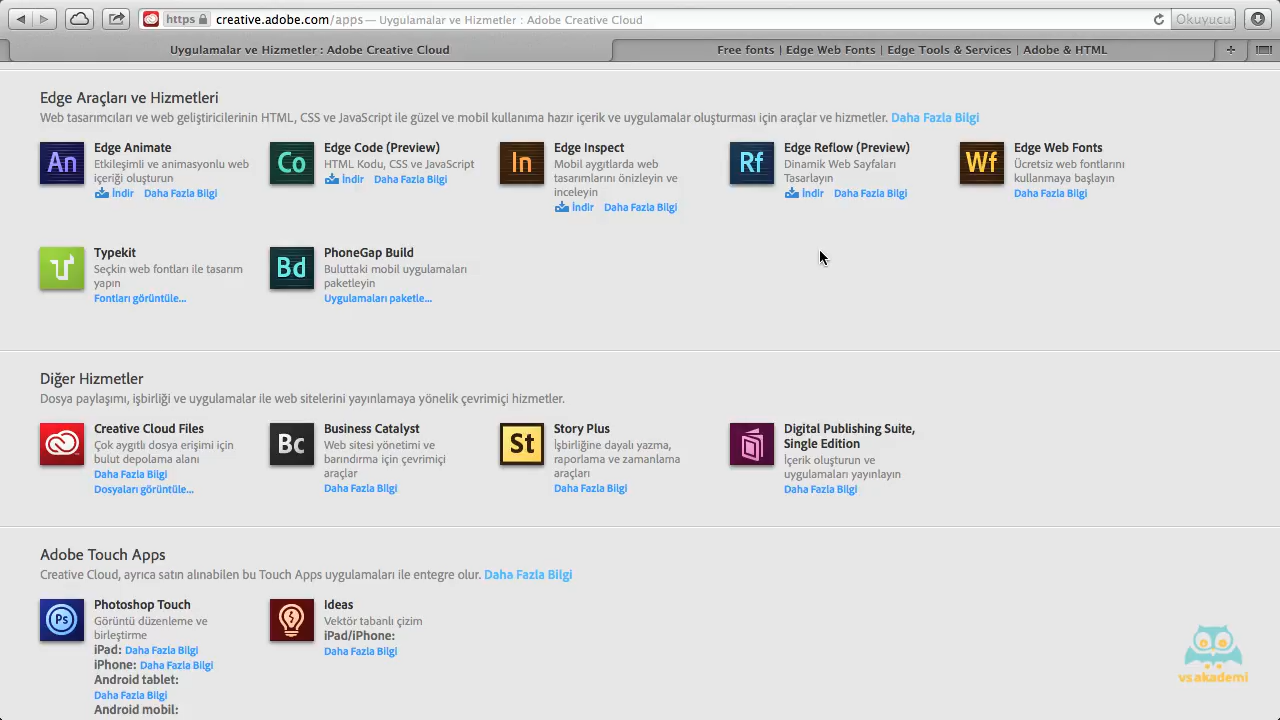 https creative.adobe.com/apps — Uygulamalar ve Hizmetler : Adobe Creative Cloud Okuyucu
Uygulamalar ve Hizmetler : Adobe Creative Cloud
Free fonts | Edge Web Fonts | Edge Tools & Services | Adobe & HTML
Edge Araçları ve Hizmetleri
Web tasarımcıları ve web geliştiricilerinin HTML, CSS ve JavaScript ile güzel ve mobil kullanıma hazır içerik ve uygulamalar oluşturması için araçlar ve hizmetler. Daha Fazla Bilgi
An
Edge Animate
Etkileşimli ve animasyonlu web
içeriği oluşturun
İndir Daha Fazla Bilgi
Co
Edge Code (Preview)
HTML Kodu, CSS ve JavaScript
İndir Daha Fazla Bilgi
In
Edge Inspect
Mobil aygıtlarda web
tasarımlarını önizleyin ve
inceleyin
İndir Daha Fazla Bilgi
Rf
Edge Reflow (Preview)
Dinamik Web Sayfaları
Tasarlayın
İndir Daha Fazla Bilgi
Wf
Edge Web Fonts
Ücretsiz web fontlarını
kullanmaya başlayın
Daha Fazla Bilgi
Typekit
Seçkin web fontları ile tasarım
yapın
Fontları görüntüle...
Bd
PhoneGap Build
Buluttaki mobil uygulamaları
paketleyin
Uygulamaları paketle...
Diğer Hizmetler
Dosya paylaşımı, işbirliği ve uygulamalar ile web sitelerini yayınlamaya yönelik çevrimiçi hizmetler.
Creative Cloud Files
Çok aygıtlı dosya erişimi için
bulut depolama alanı
Daha Fazla Bilgi
Dosyaları görüntüle...
Bc
Business Catalyst
Web sitesi yönetimi ve
barındırma için çevrimiçi
araçlar
Daha Fazla Bilgi
St
Story Plus
İşbirliğine dayalı yazma,
raporlama ve zamanlama
araçları
Daha Fazla Bilgi
Digital Publishing Suite,
Single Edition
İçerik oluşturun ve
uygulamaları yayınlayın
Daha Fazla Bilgi
Adobe Touch Apps
Creative Cloud, ayrıca satın alınabilen bu Touch Apps uygulamaları ile entegre olur. Daha Fazla Bilgi
Ps
Photoshop Touch
Görüntü düzenleme ve
birleştirme
iPad: Daha Fazla Bilgi
iPhone: Daha Fazla Bilgi
Android tablet:
Daha Fazla Bilgi
Android mobil:
Ideas
Vektör tabanlı çizim
iPad/iPhone:
Daha Fazla Bilgi
vsakademi